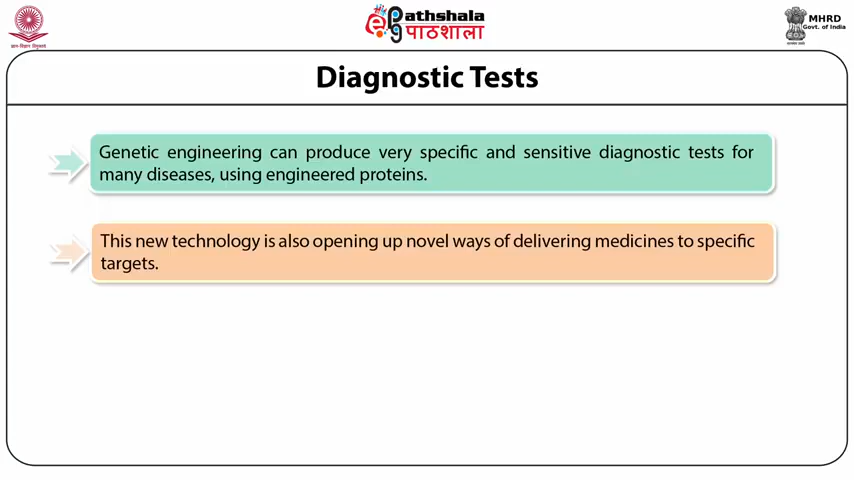 Pathshala
पाठशाला
MHRD
Govt. of India
Diagnostic Tests
Genetic engineering can produce very specific and sensitive diagnostic tests for
many diseases, using engineered proteins.
This new technology is also opening up novel ways of delivering medicines to specific
targets.